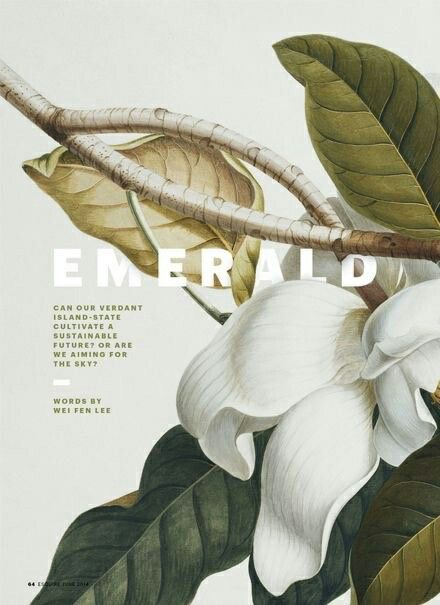 EMERALD
CAN OUR VERDANT
ISLAND-STATE
CULTIVATE A
SUSTAINABLE
FUTURE? OR ARE
WE AIMING FOR
THE SKY?
WORDS BY
WEI FEN LEE
64 ESQUIRE JUNE 2014